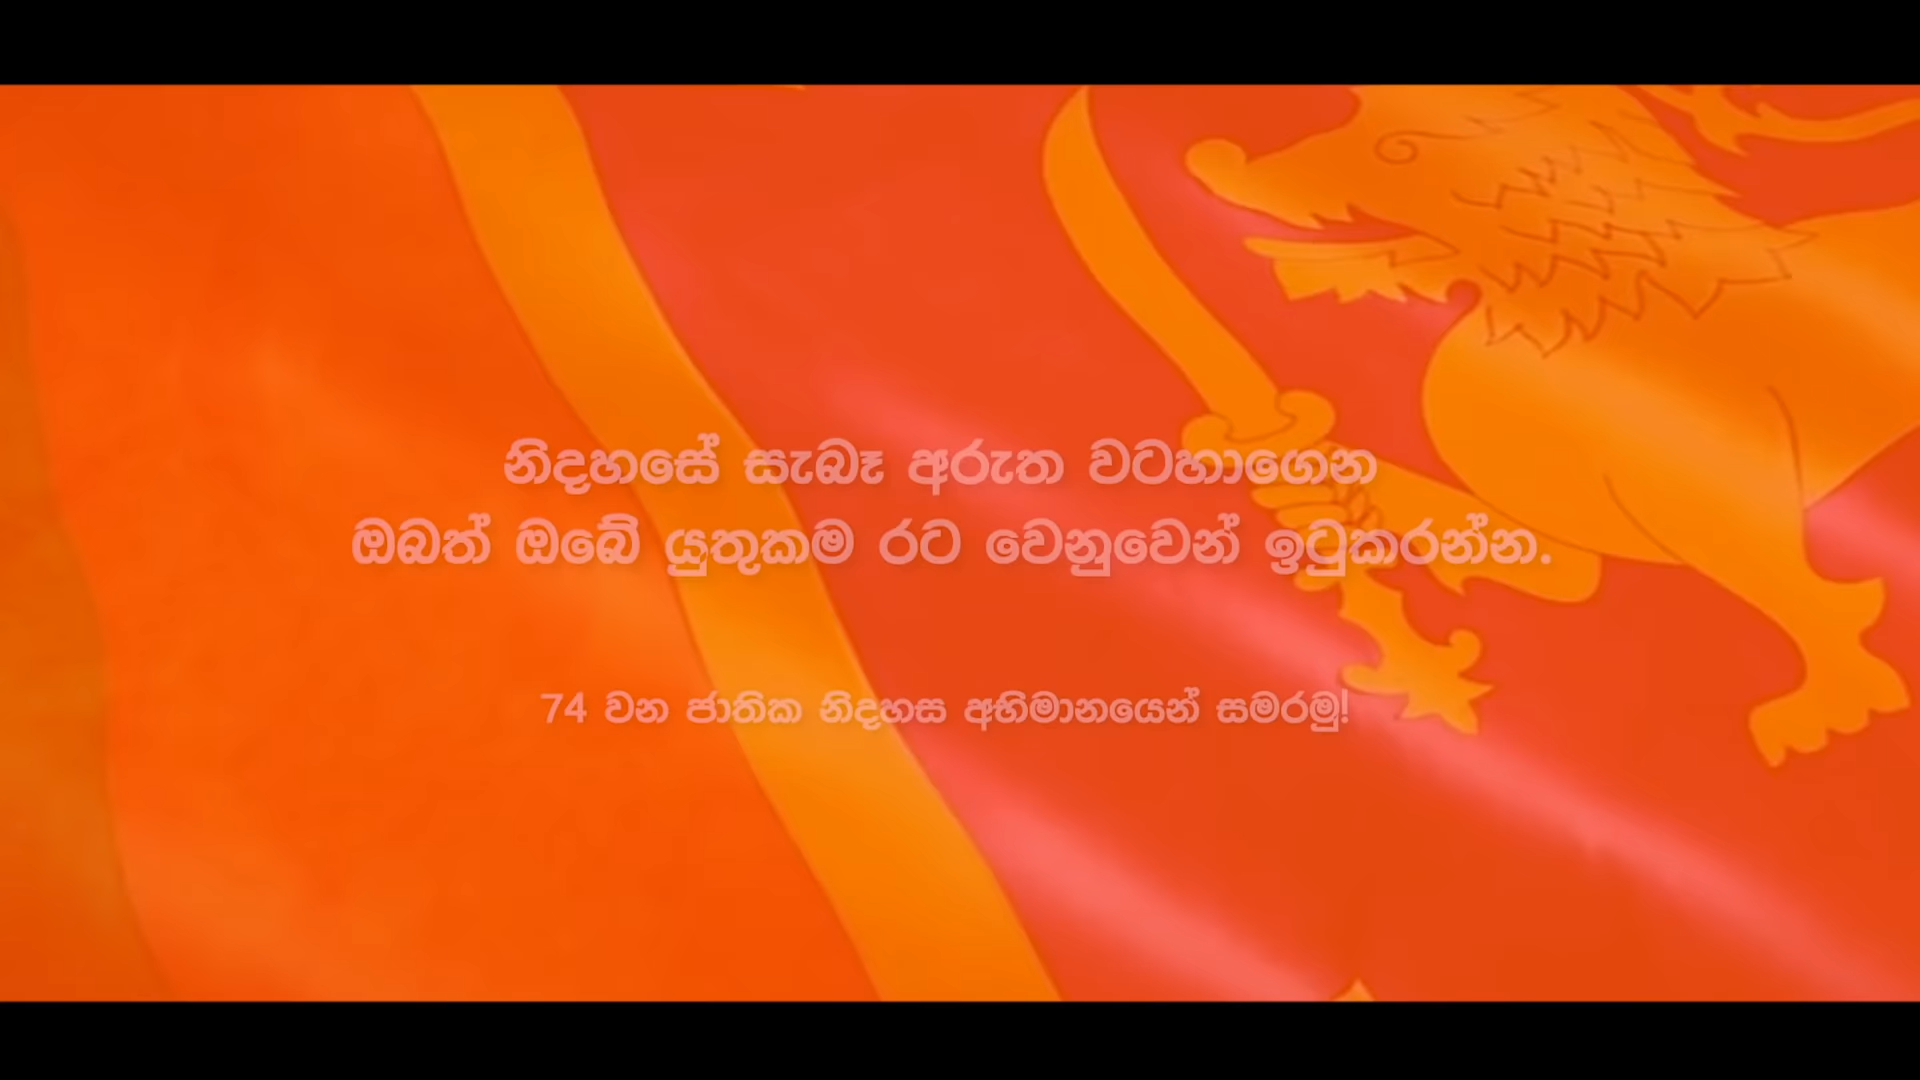 නිදහසේ සැබෑ අරුත වටහාගෙන
ඔබත් ඔබේ යුතුකම රට වෙනුවෙන් ඉටුකරන්න.
74 වන ජාතික නිදහස අභිමානයෙන් සමරමු!